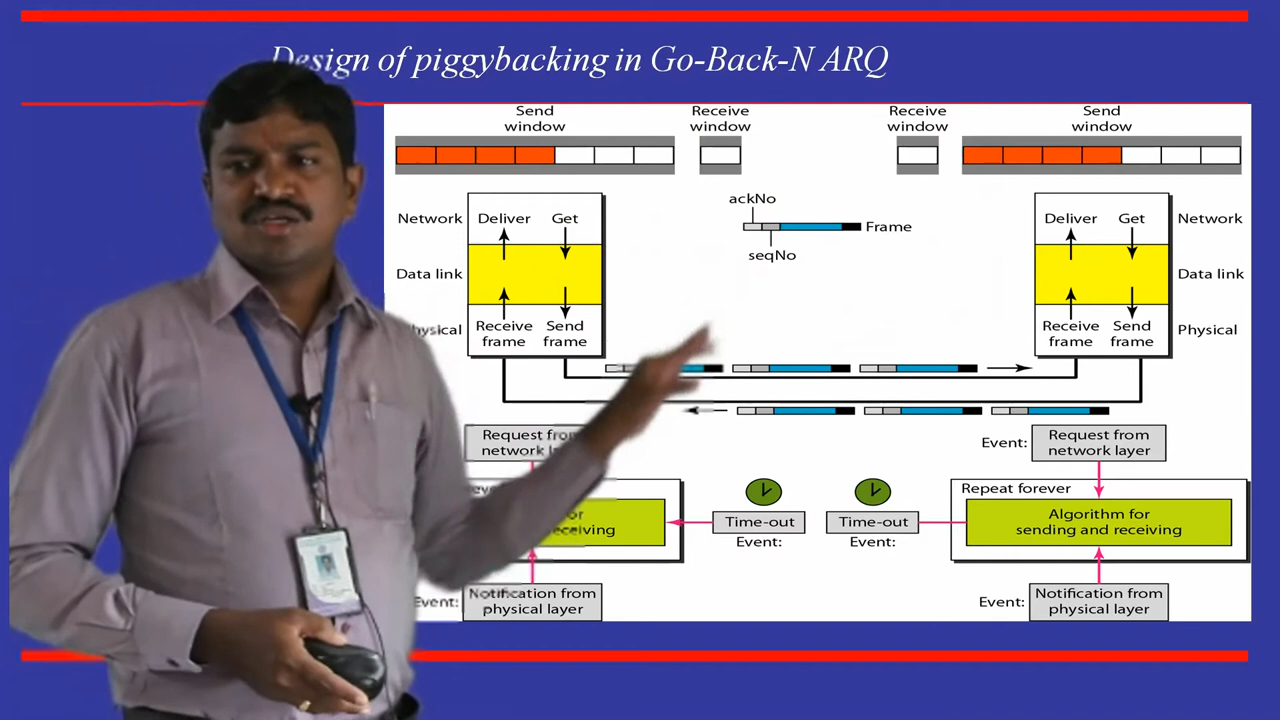 Design of piggybacking in Go-Back-N ARQ
Send
window
Receive
window
Receive
window
Send
window
ackNo
Frame
seqNo
Network
Deliver
Get
Data link
Receive
frame
Send
frame
Deliver
Get
Network
Data link
Receive
frame
Send
frame
Physical
Request
network
Event:
Request from
network layer
Time-out
Event:
Time-out
Event:
Repeat forever
Algorithm for
sending and receiving
Notification from
physical layer
Event:
Notification from
physical layer